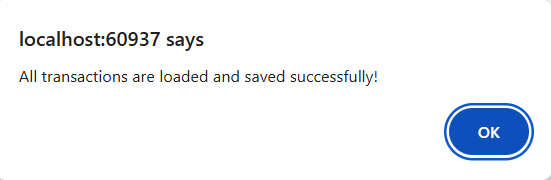 localhost:60937 says
All transactions are loaded and saved successfully!
OK